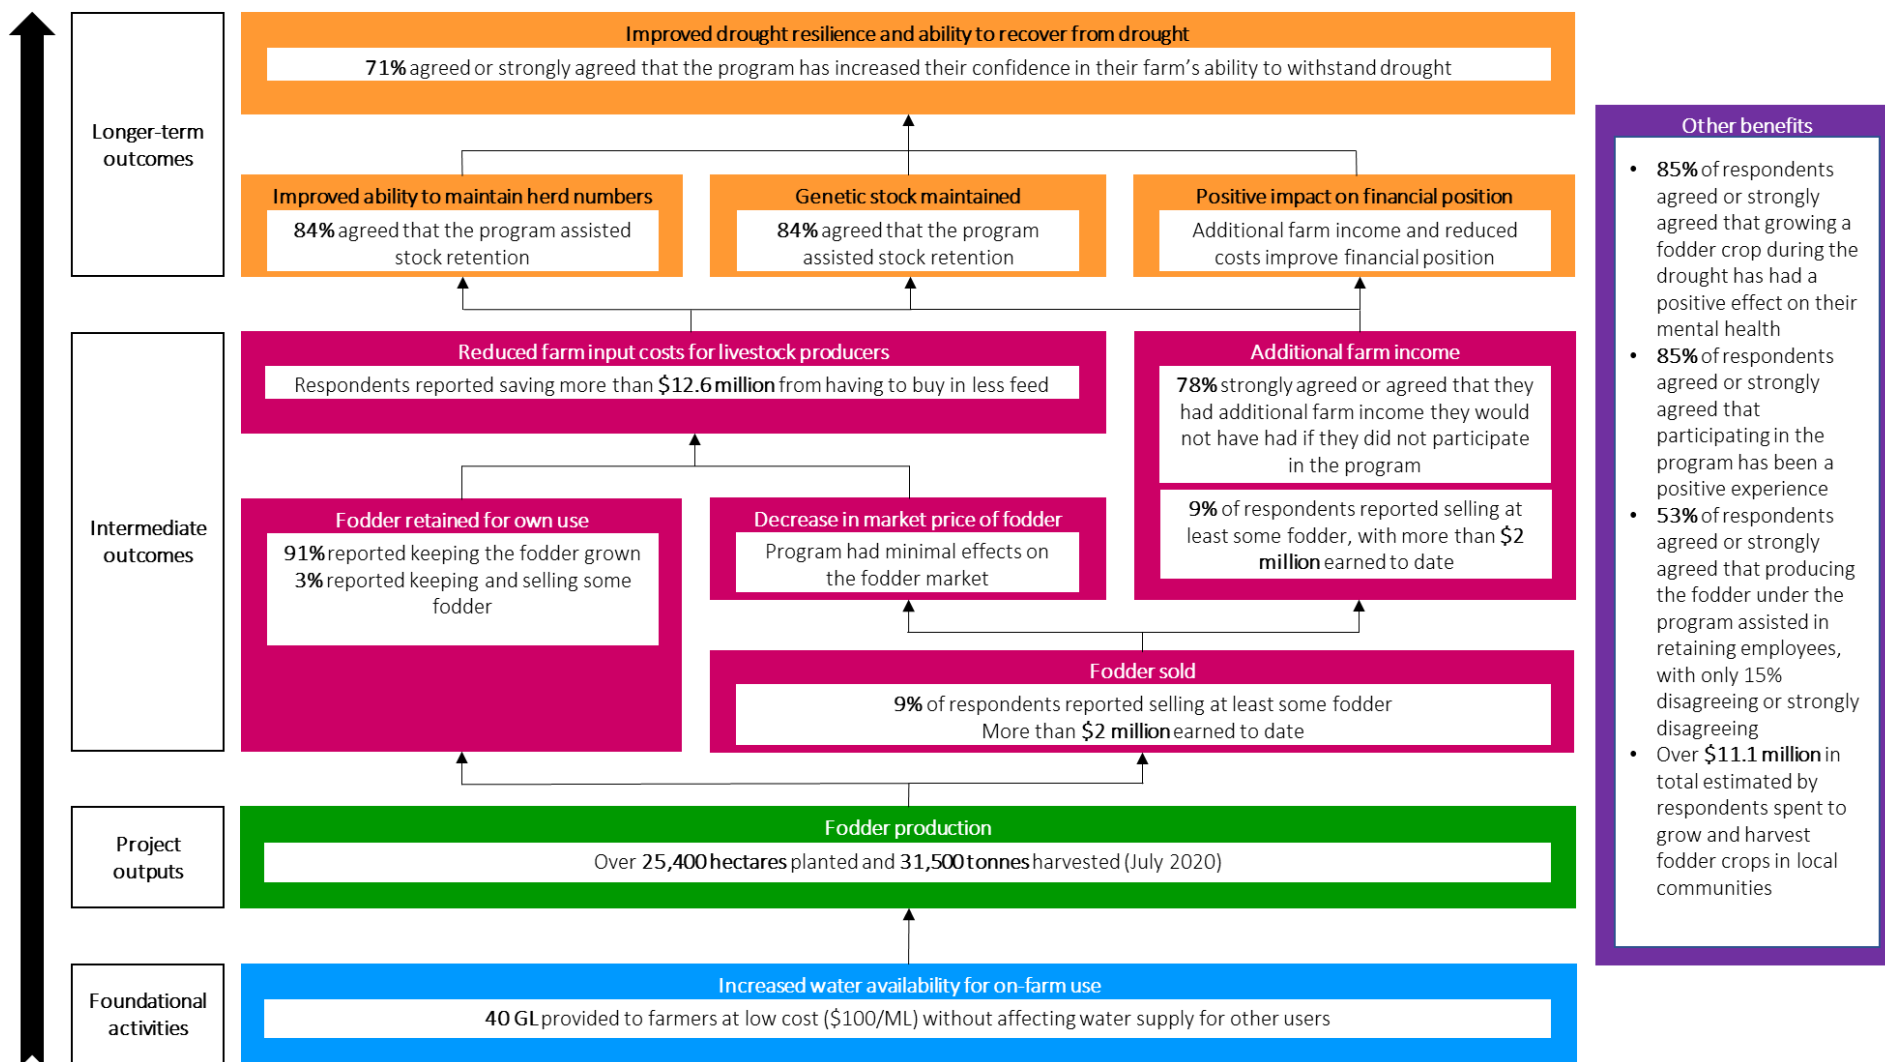 Longer-term
outcomes
Improved drought resilience and ability to recover from drought
71% agreed or strongly agreed that the program has increased their confidence in their farm's ability to withstand drought
Improved ability to maintain herd numbers
84% agreed that the program assisted
stock retention
Genetic stock maintained
84% agreed that the program
assisted stock retention
Positive impact on financial position
Additional farm income and reduced
costs improve financial position
Intermediate
outcomes
Reduced farm input costs for livestock producers
Respondents reported saving more than $12.6 million from having to buy in less feed
Additional farm income
78% strongly agreed or agreed that they
had additional farm income they would
not have had if they did not participate
in the program
9% of respondents reported selling at
least some fodder, with more than $2
million earned to date
Fodder retained for own use
91% reported keeping the fodder grown
3% reported keeping and selling some
fodder
Decrease in market price of fodder
Program had minimal effects on
the fodder market
Fodder sold
9% of respondents reported selling at least some fodder
More than $2 million earned to date
Project
outputs
Fodder production
Over 25,400 hectares planted and 31,500 tonnes harvested (July 2020)
Foundational
activities
Increased water availability for on-farm use
40 GL provided to farmers at low cost ($100/ML) without affecting water supply for other users
Other benefits
• 85% of respondents
agreed or strongly
agreed that growing a
fodder crop during the
drought has had a
positive effect on their
mental health
• 85% of respondents
agreed or strongly
agreed that
participating in the
program has been a
positive experience
• 53% of respondents
agreed or strongly
agreed that producing
the fodder under the
program assisted in
retaining employees,
with only 15%
disagreeing or strongly
disagreeing
• Over $11.1 million in
total estimated by
respondents spent to
grow and harvest
fodder crops in local
communities